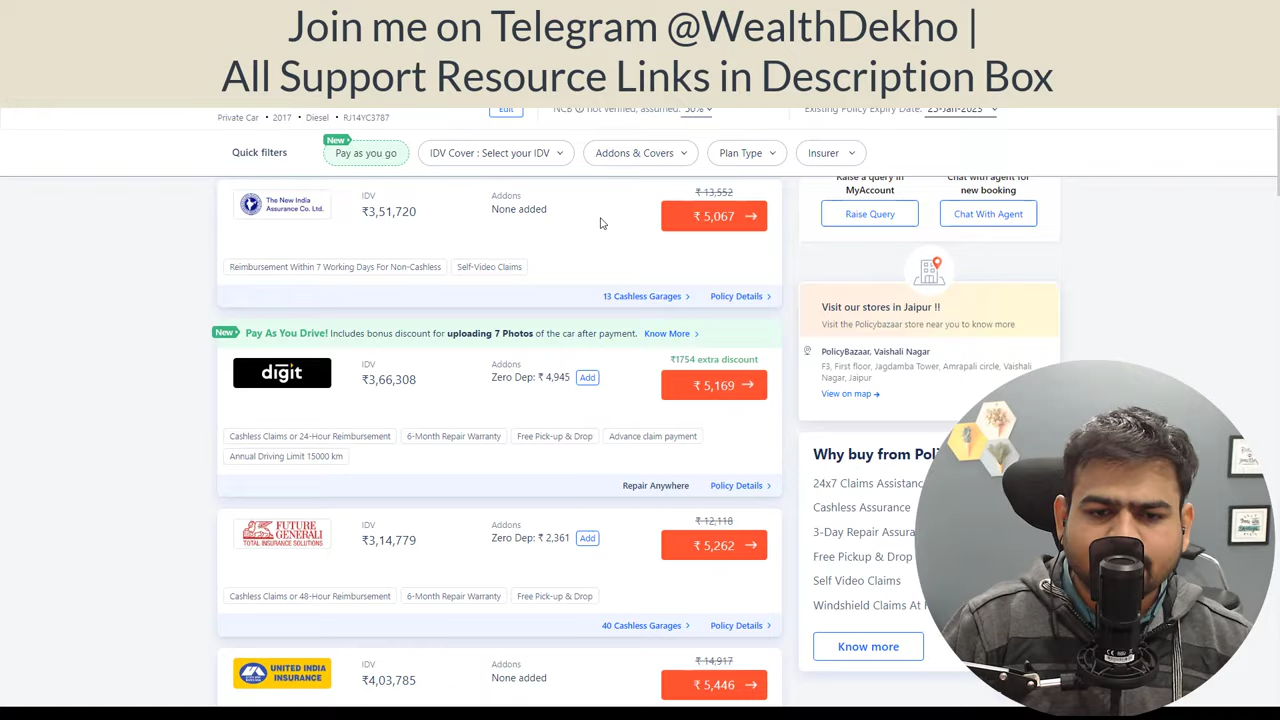 Join me on Telegram @WealthDekho |
All Support Resource Links in Description Box
Private Car • 2017 • Diesel • RJ14YC3787
Edit
NCB not verified, assumed: 50%
Existing Policy Expiry Date: 25-Jan-2025
Quick filters
New
Pay as you go
IDV Cover : Select your IDV
Addons & Covers
Plan Type
Insurer
The New India
Assurance Co. Ltd.
IDV
₹3,51,720
Addons
None added
₹ 13,552
₹ 5,067 →
Reimbursement Within 7 Working Days For Non-Cashless
Self-Video Claims
13 Cashless Garages >
Policy Details >
New
Pay As You Drive! Includes bonus discount for uploading 7 Photos of the car after payment. Know More >
digit
IDV
₹3,66,308
Addons
Zero Dep: ₹ 4,945 Add
₹1754 extra discount
₹ 5,169 →
Cashless Claims or 24-Hour Reimbursement
6-Month Repair Warranty
Free Pick-up & Drop
Advance claim payment
Annual Driving Limit 15000 km
Repair Anywhere
Policy Details >
FUTURE
GENERALI
TOTAL INSURANCE SOLUTIONS
IDV
₹3,14,779
Addons
Zero Dep: ₹ 2,361 Add
₹ 12,118
₹ 5,262 →
Cashless Claims or 48-Hour Reimbursement
6-Month Repair Warranty
Free Pick-up & Drop
40 Cashless Garages >
Policy Details >
UNITED INDIA
INSURANCE
IDV
₹4,03,785
Addons
None added
₹ 14,917
₹ 5,446 →
Raise a query in
MyAccount
Raise Query
Chat with agent for
new booking
Chat With Agent
Visit our stores in Jaipur !!
Visit the Policybazaar store near you to know more
PolicyBazaar, Vaishali Nagar
F3, First floor, Jagdamba Tower, Amrapali circle, Vaishali
Nagar, Jaipur
View on map →
Why buy from
24x7 Claims
Cashless Assurance
3-Day Repair
Free Pickup & Drop
Self Video Claims
Windshield Claims At
Know more